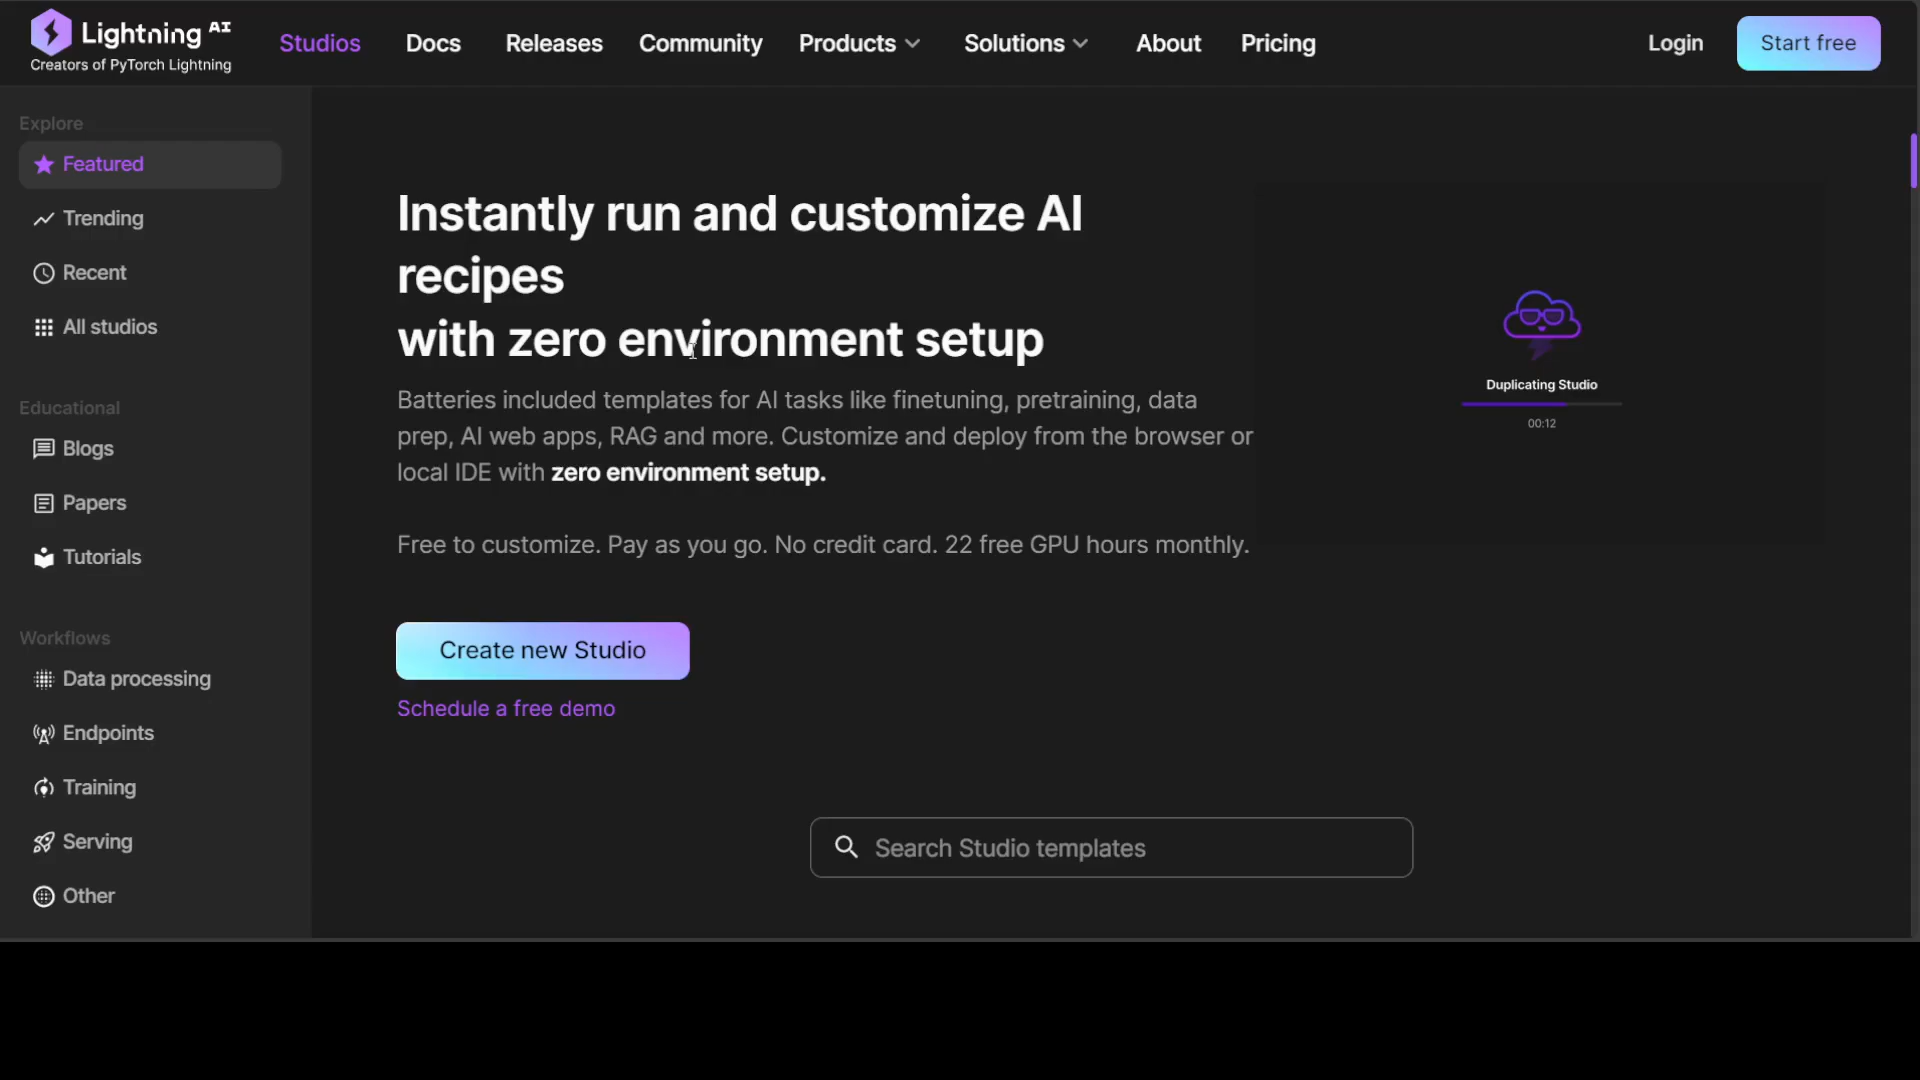 Lightning AI
Creators of PyTorch Lightning
Studios
Docs
Releases
Community
Products
Solutions
About
Pricing
Login
Start free
Explore
Featured
Trending
Recent
All studios
Educational
Blogs
Papers
Tutorials
Workflows
Data processing
Endpoints
Training
Serving
Other
Instantly run and customize AI
recipes
with zero environment setup
Batteries included templates for AI tasks like finetuning, pretraining, data
prep, AI web apps, RAG and more. Customize and deploy from the browser or
local IDE with zero environment setup.
Free to customize. Pay as you go. No credit card. 22 free GPU hours monthly.
Create new Studio
Schedule a free demo
Duplicating Studio
00:12
Search Studio templates